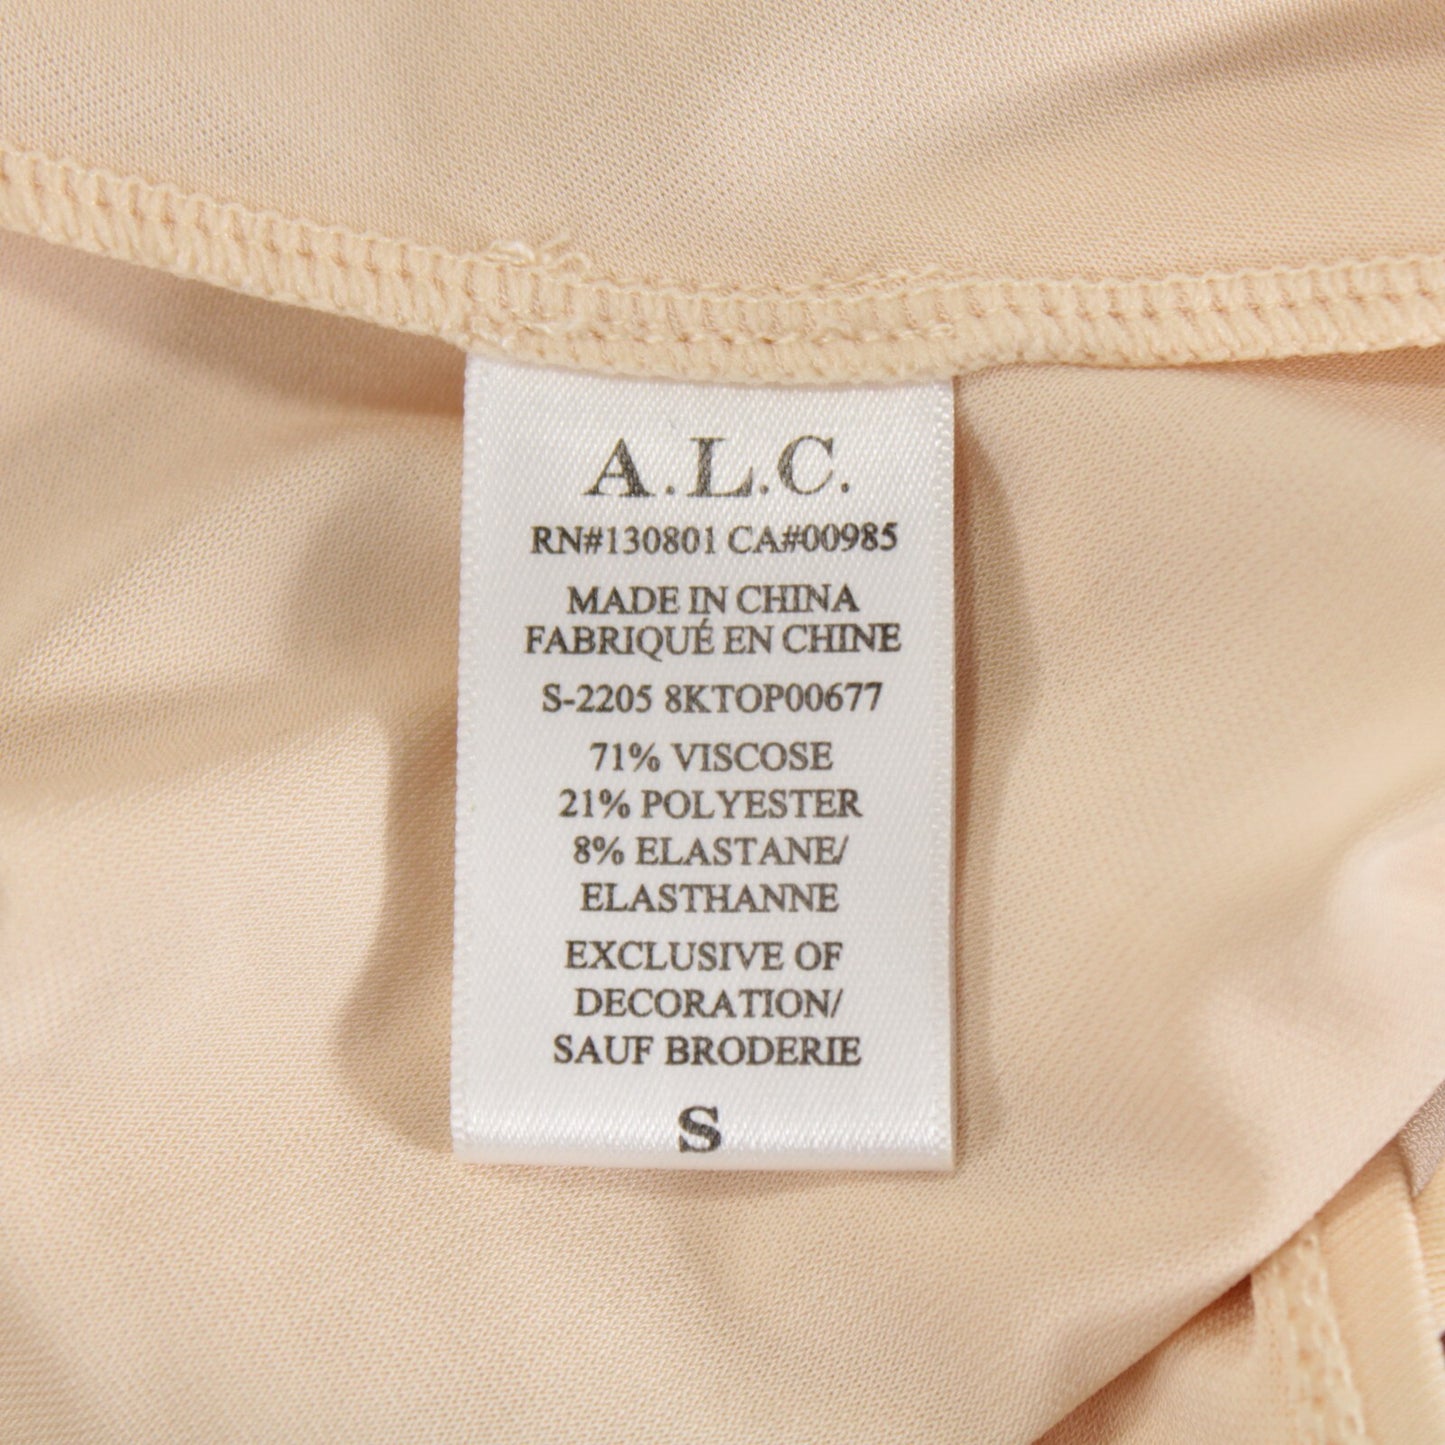 A.L.C.
RN#130801 CA#00985
MADE IN CHINA
FABRIQUÉ EN CHINE
S-2205 8KTOP00677
71% VISCOSE
21% POLYESTER
8% ELASTANE/
ELASTHANNE
EXCLUSIVE OF
DECORATION/
SAUF BRODERIE
S